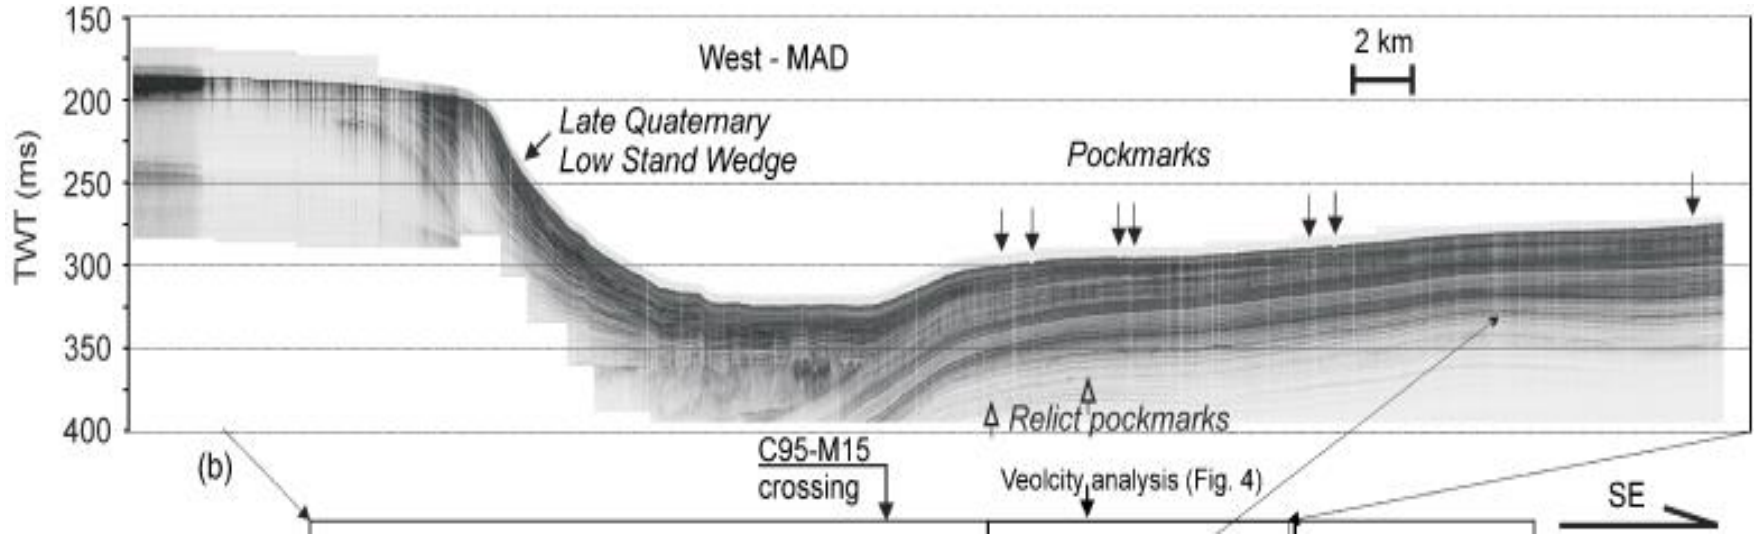 150
West - MAD
2 km
200
Late Quaternary
Low Stand Wedge
Pockmarks
TWT (ms)
250
300
350
Relict pockmarks
400
(b)
C95-M15
crossing
Veolcity analysis (Fig. 4)
SE